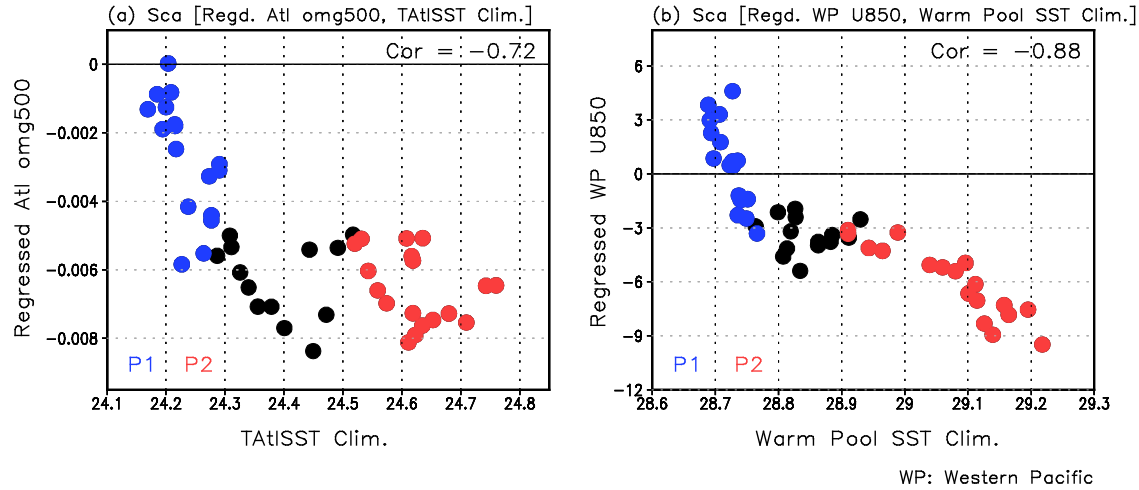 (a) Sca [Regd. Atl omg500, TAtlSST Clim.]
Cor = −0.72
Regressed Atl omg500
0
−0.002
−0.004
−0.006
−0.008
P1 P2
24.1 24.2 24.3 24.4 24.5 24.6 24.7 24.8
TAtlSST Clim.
(b) Sca [Regd. WP U850, Warm Pool SST Clim.]
Cor = −0.88
Regressed WP U850
6
3
0
−3
−6
−9
−12
P1 P2
28.6 28.7 28.8 28.9 29 29.1 29.2 29.3
Warm Pool SST Clim.
WP: Western Pacific